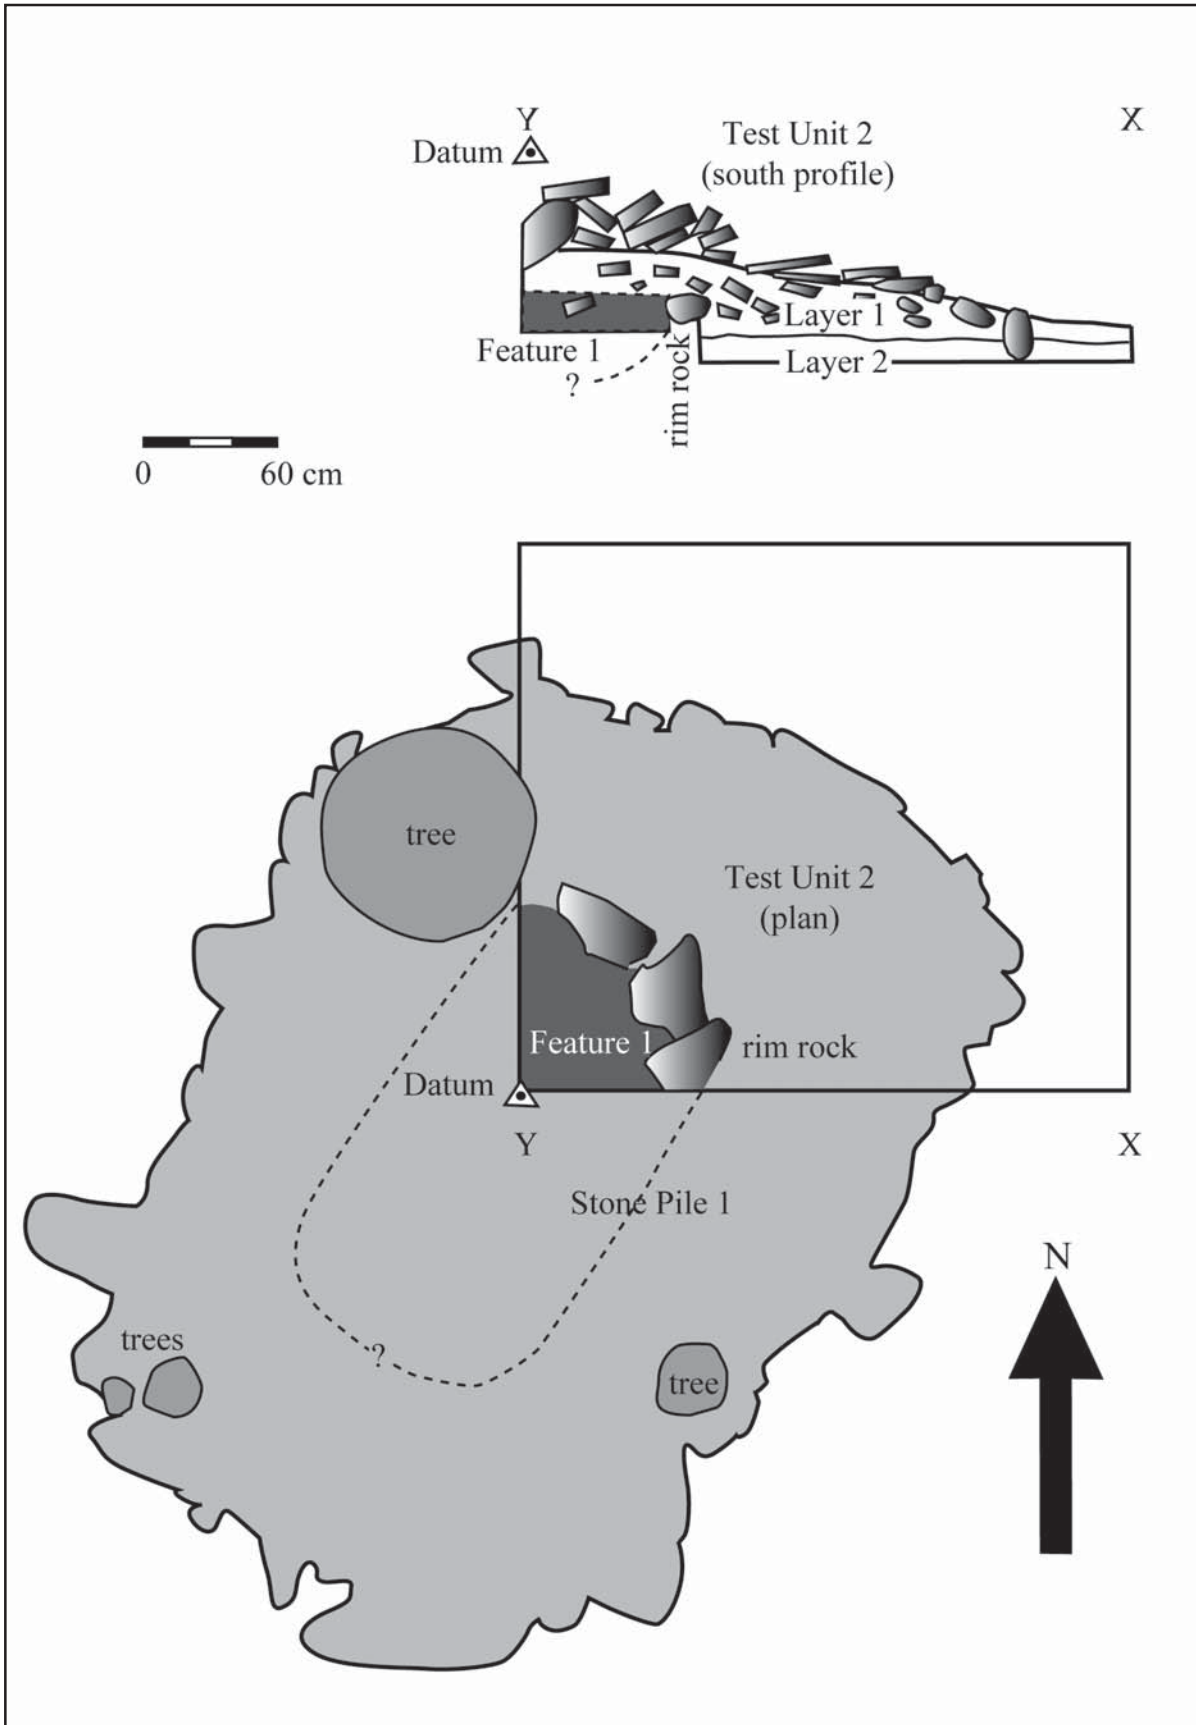 Y
X
Datum
Test Unit 2
(south profile)
Layer 1
Feature 1
Layer 2
?
rim rock
0
60 cm
tree
Test Unit 2
(plan)
Feature 1
rim rock
Datum
Y
X
Stone Pile 1
N
trees
?
tree